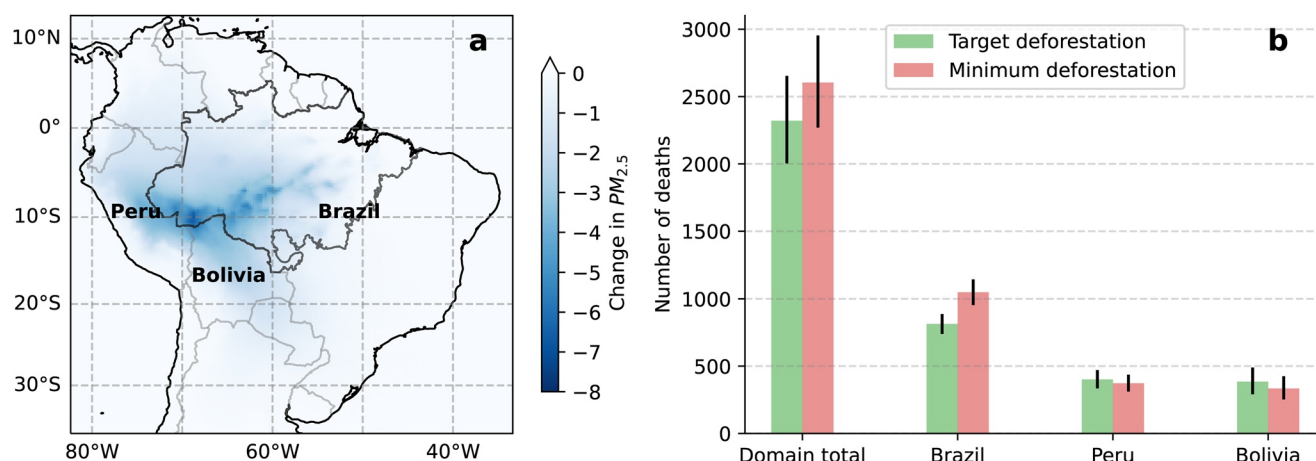 a
10°N
0°
10°S
20°S
30°S
80°W
60°W
40°W
Peru
Brazil
Bolivia
0
−1
−2
−3
−4
−5
−6
−7
−8
Change in PM2.5
b
Target deforestation
Minimum deforestation
Number of deaths
3000
2500
2000
1500
1000
500
0
Domain total
Brazil
Peru
Bolivia